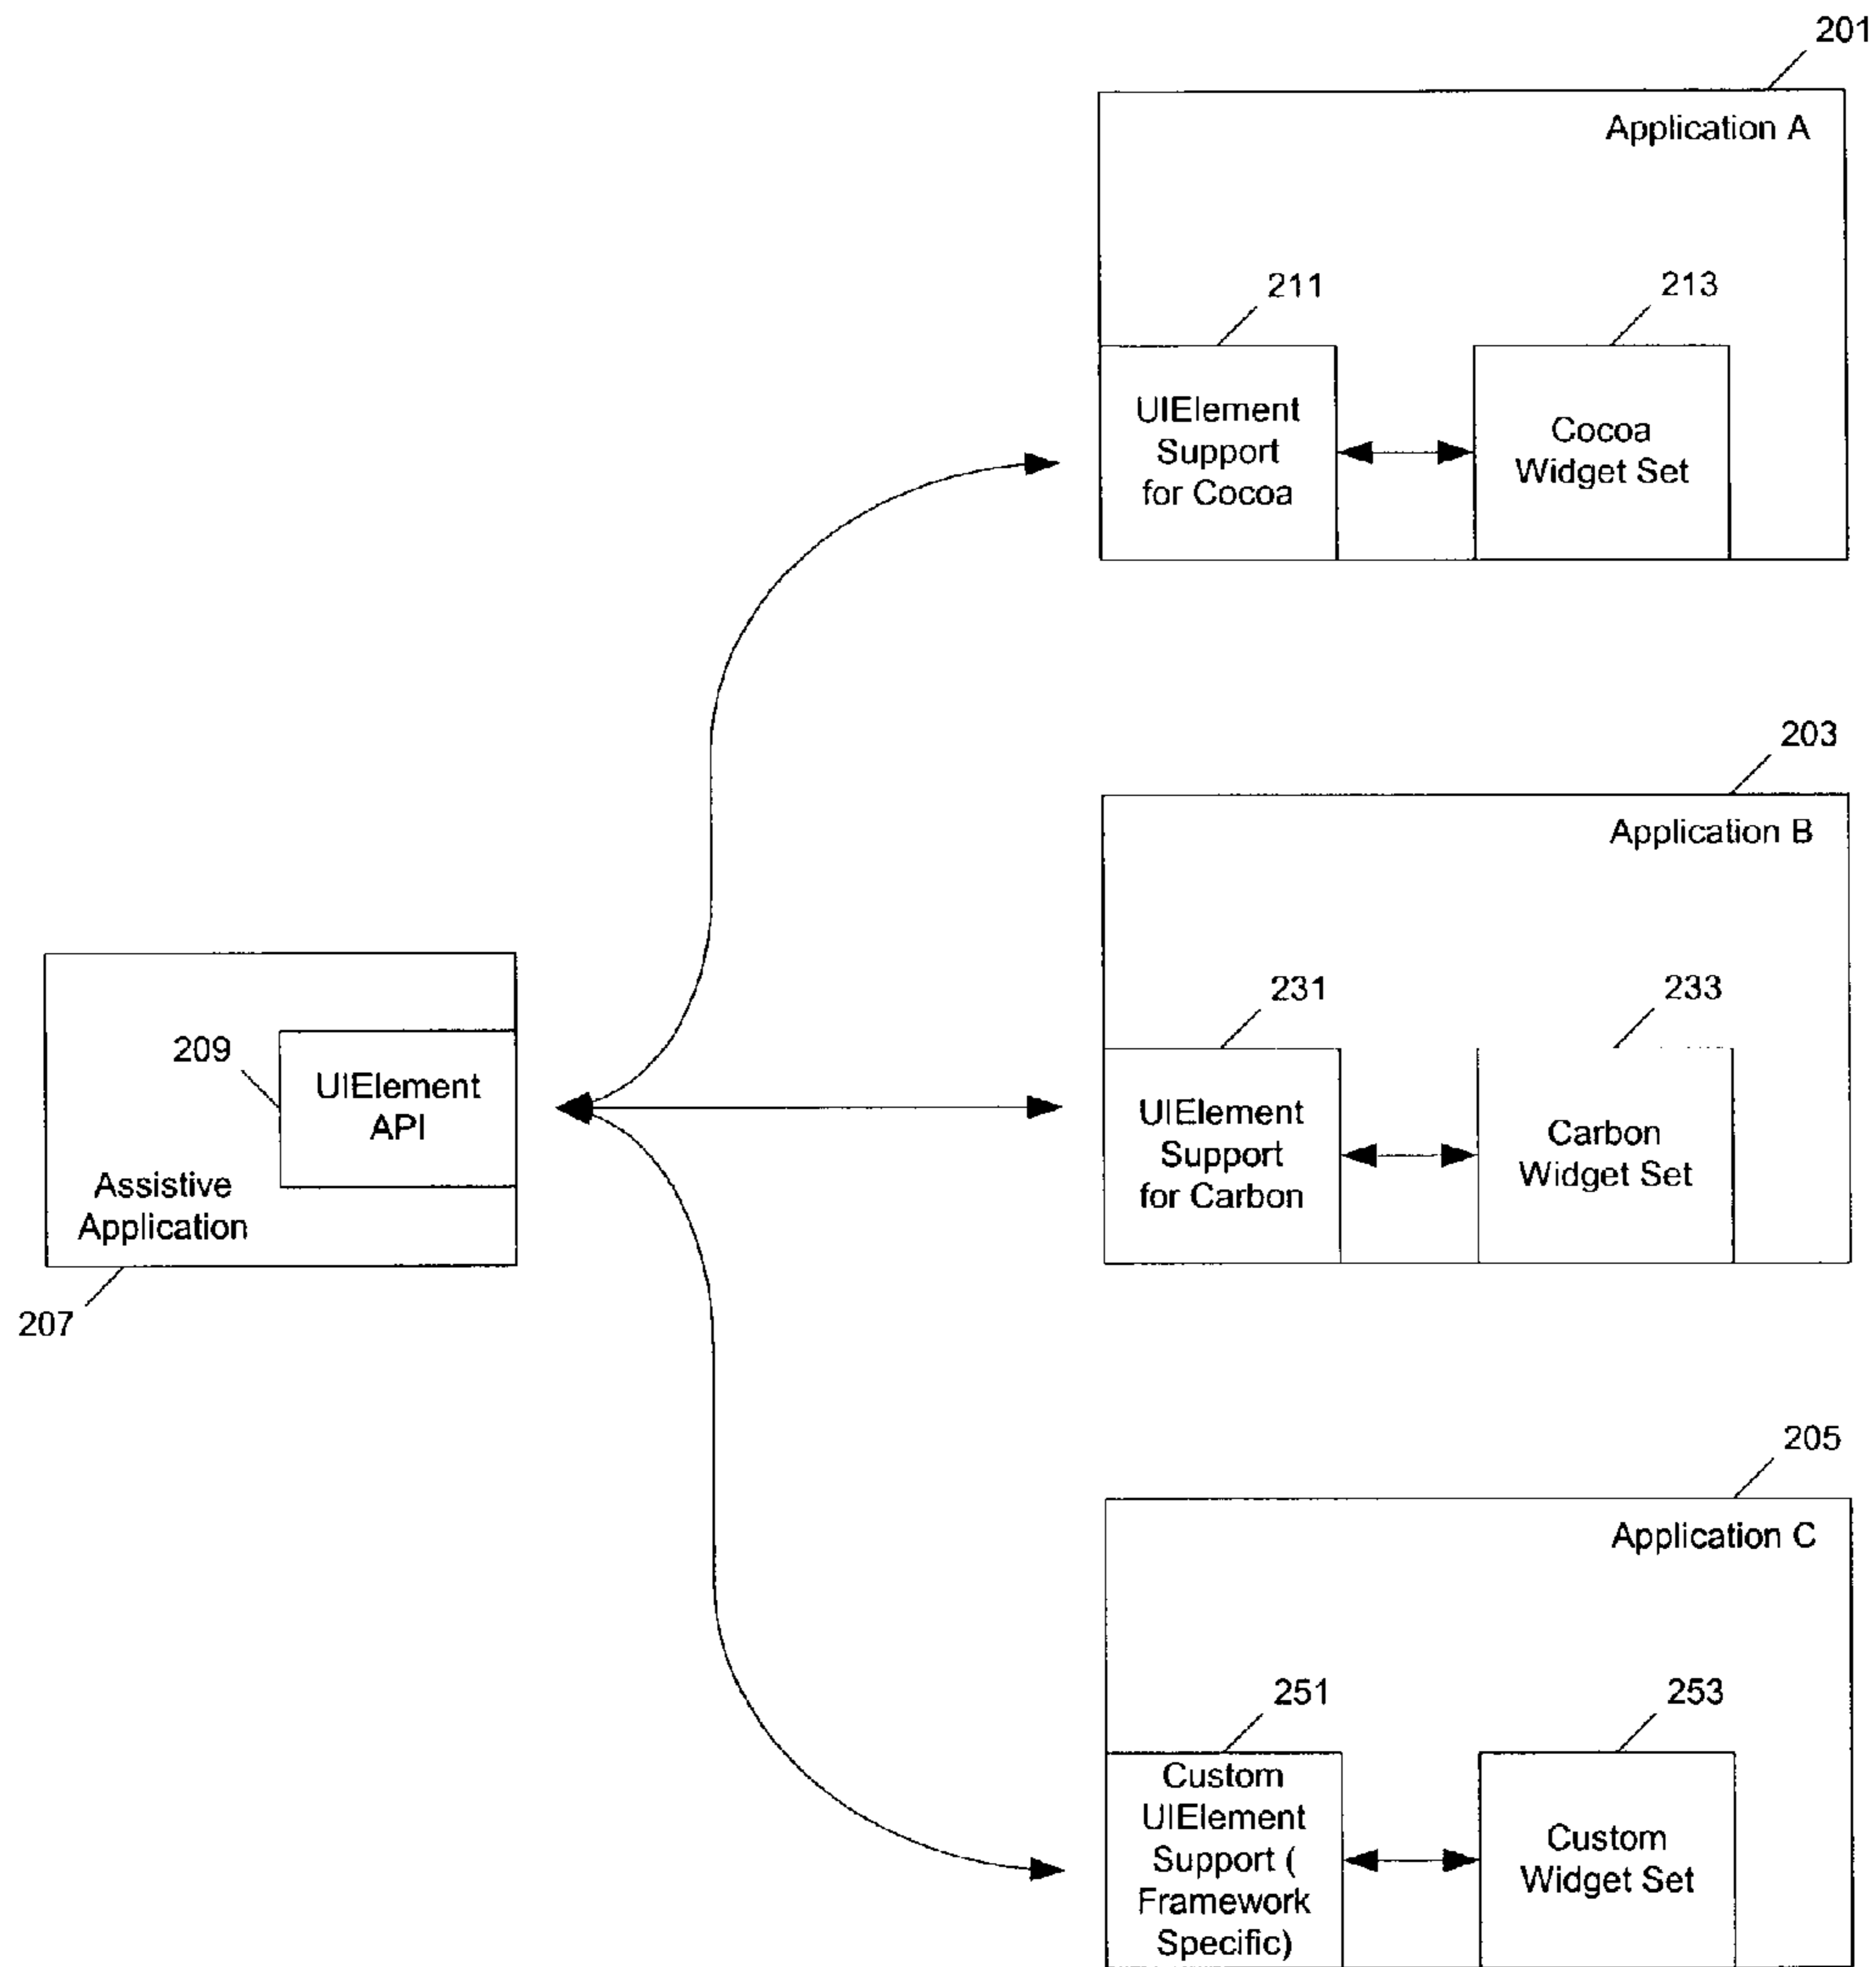 201
Application A
211
213
UIElement
Support
for Cocoa
Cocoa
Widget Set
203
Application B
231
233
UIElement
Support
for Carbon
Carbon
Widget Set
209
UIElement
API
Assistive
Application
207
205
Application C
251
253
Custom
UIElement
Support (
Framework
Specific)
Custom
Widget Set